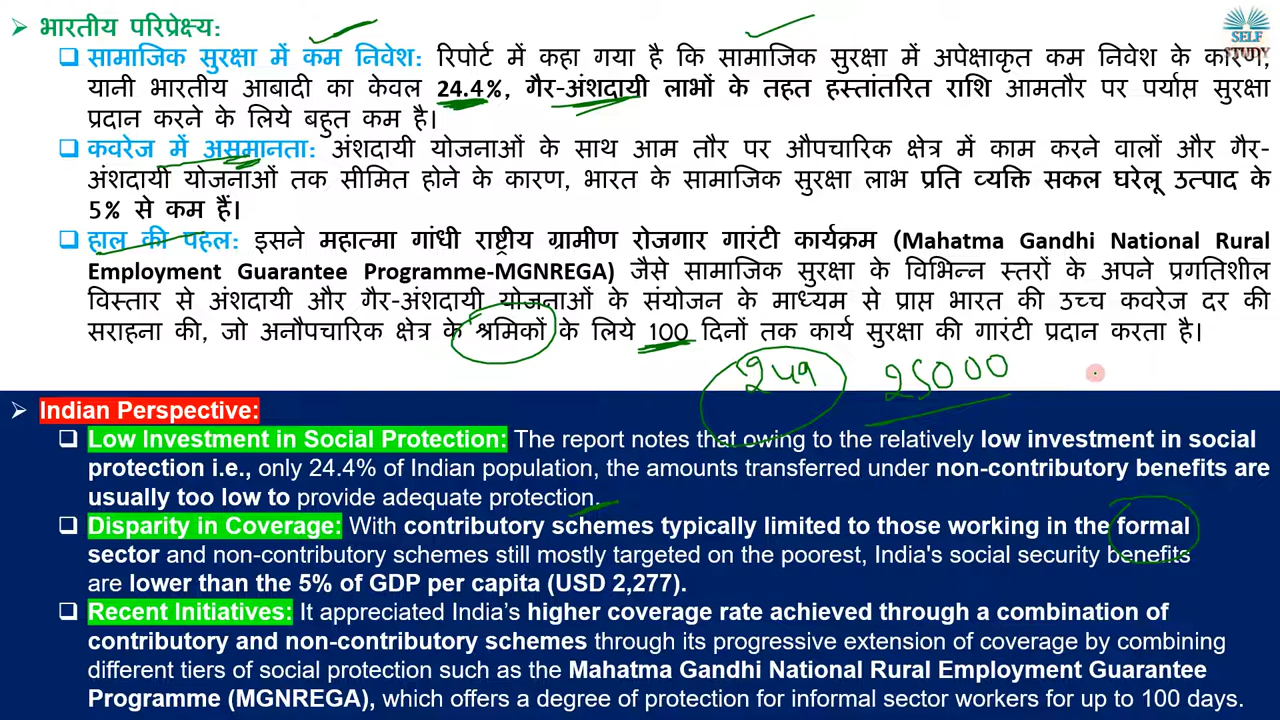 ➢ भारतीय परिप्रेक्ष्य:
SELF
STUDY
❑ सामाजिक सुरक्षा में कम निवेश: रिपोर्ट में कहा गया है कि सामाजिक सुरक्षा में अपेक्षाकृत कम निवेश के कारण,
यानी भारतीय आबादी का केवल 24.4%, गैर-अंशदायी लाभों के तहत हस्तांतरित राशि आमतौर पर पर्याप्त सुरक्षा
प्रदान करने के लिये बहुत कम है।
❑ कवरेज में असमानता: अंशदायी योजनाओं के साथ आम तौर पर औपचारिक क्षेत्र में काम करने वालों और गैर-
अंशदायी योजनाओं तक सीमित होने के कारण, भारत के सामाजिक सुरक्षा लाभ प्रति व्यक्ति सकल घरेलू उत्पाद के
5% से कम हैं।
❑ हाल की पहल: इसने महात्मा गांधी राष्ट्रीय ग्रामीण रोजगार गारंटी कार्यक्रम (Mahatma Gandhi National Rural
Employment Guarantee Programme-MGNREGA) जैसे सामाजिक सुरक्षा के विभिन्न स्तरों के अपने प्रगतिशील
विस्तार से अंशदायी और गैर-अंशदायी योजनाओं के संयोजन के माध्यम से प्राप्त भारत की उच्च कवरेज दर की
सराहना की, जो अनौपचारिक क्षेत्र के श्रमिकों के लिये 100 दिनों तक कार्य सुरक्षा की गारंटी प्रदान करता है।
25000
➢ Indian Perspective:
❑ Low Investment in Social Protection: The report notes that owing to the relatively low investment in social
protection i.e., only 24.4% of Indian population, the amounts transferred under non-contributory benefits are
usually too low to provide adequate protection.
❑ Disparity in Coverage: With contributory schemes typically limited to those working in the formal
sector and non-contributory schemes still mostly targeted on the poorest, India's social security benefits
are lower than the 5% of GDP per capita (USD 2,277).
❑ Recent Initiatives: It appreciated India's higher coverage rate achieved through a combination of
contributory and non-contributory schemes through its progressive extension of coverage by combining
different tiers of social protection such as the Mahatma Gandhi National Rural Employment Guarantee
Programme (MGNREGA), which offers a degree of protection for informal sector workers for up to 100 days.